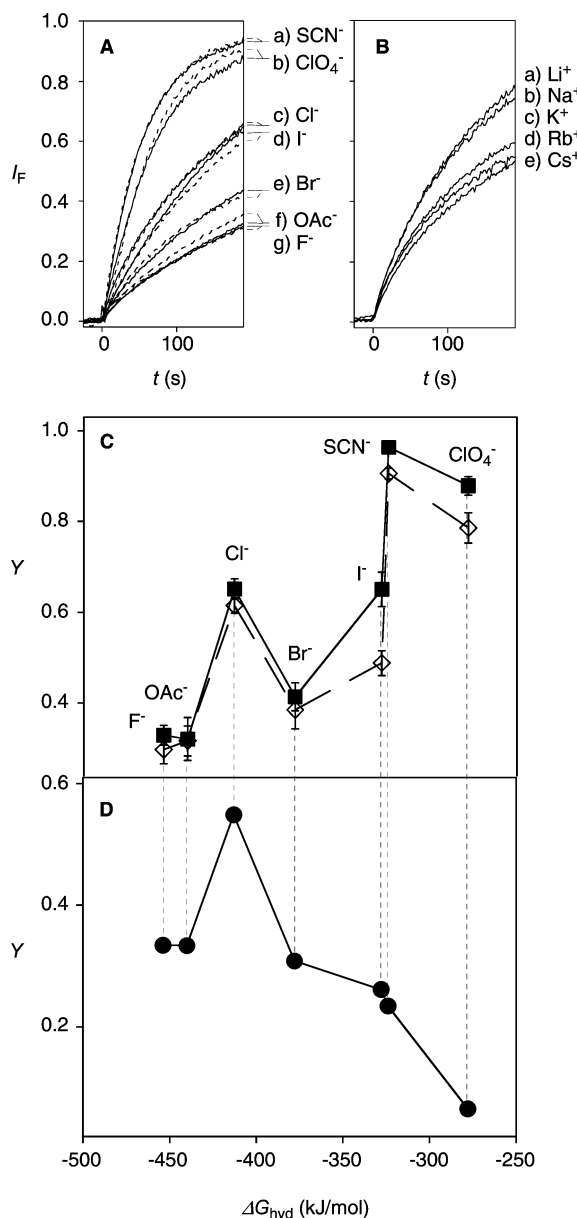 1.0
0.8
0.6
0.4
0.2
0.0
I_F
A
a) SCN⁻
b) ClO₄⁻
c) Cl⁻
d) I⁻
e) Br⁻
f) OAc⁻
g) F⁻
100
t (s)
B
a) Li⁺
b) Na⁺
c) K⁺
d) Rb⁺
e) Cs⁺
0
100
t (s)
C
1.0
0.8
0.6
0.4
Y
F⁻
OAc⁻
Cl⁻
Br⁻
I⁻
SCN⁻
ClO₄⁻
D
0.6
0.4
0.2
Y
-500 -450 -400 -350 -300 -250
ΔG_hyd (kJ/mol)